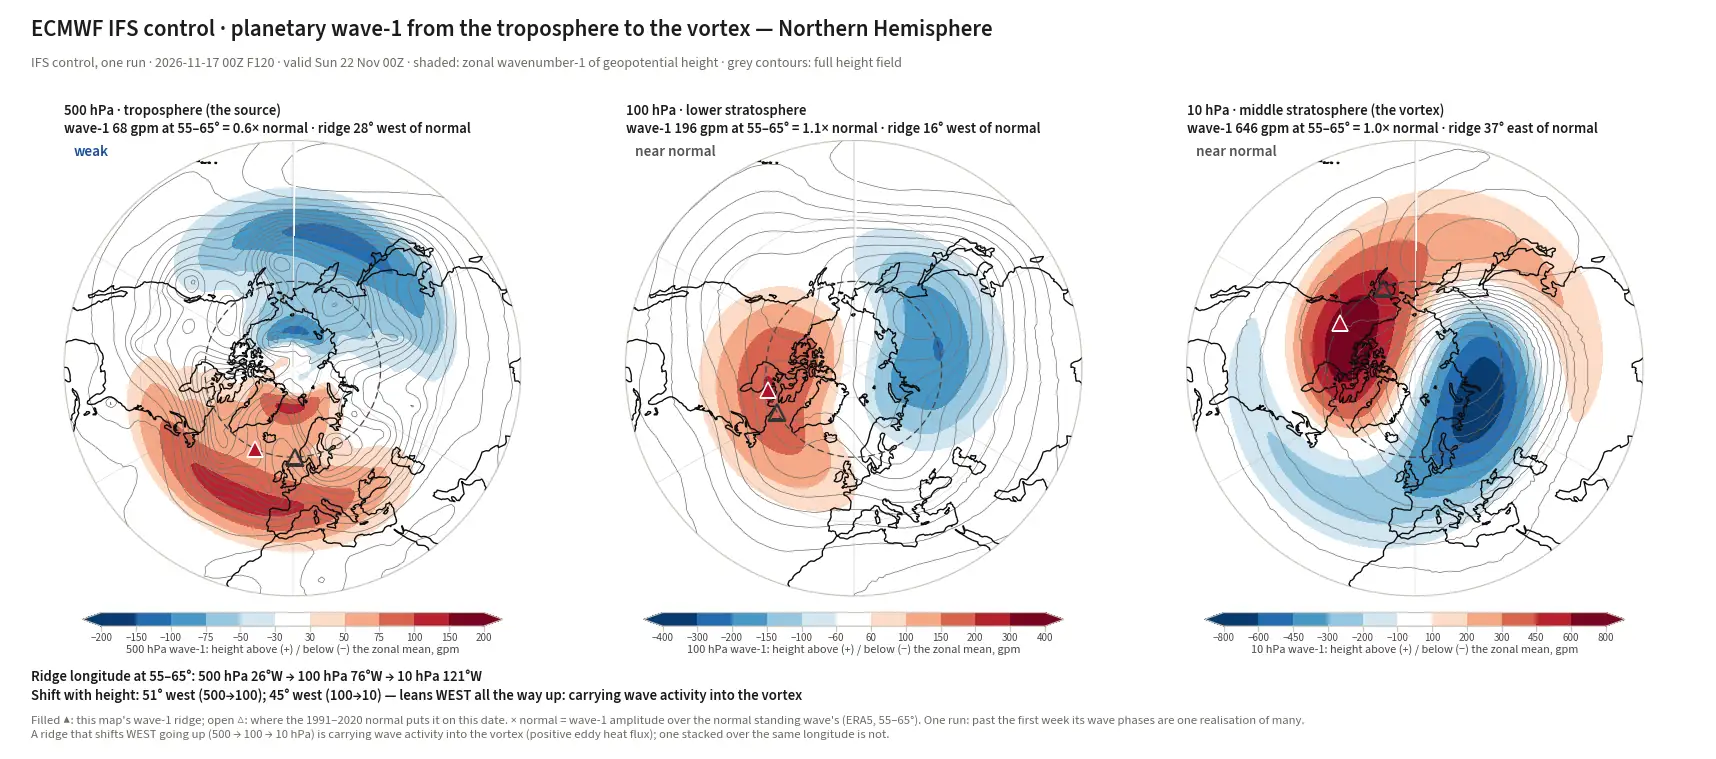 ECMWF IFS control · planetary wave-1 from the troposphere to the vortex — Northern Hemisphere
IFS control, one run · 2026-11-17 00Z F120 · valid Sun 22 Nov 00Z · shaded: zonal wavenumber-1 of geopotential height · grey contours: full height field
500 hPa · troposphere (the source)
wave-1 68 gpm at 55–65° = 0.6× normal · ridge 28° west of normal
weak
100 hPa · lower stratosphere
wave-1 196 gpm at 55–65° = 1.1× normal · ridge 16° west of normal
near normal
10 hPa · middle stratosphere (the vortex)
wave-1 646 gpm at 55–65° = 1.0× normal · ridge 37° east of normal
near normal
−200 −150 −100 −75 −50 −30 30 50 75 100 150 200
500 hPa wave-1: height above (+) / below (−) the zonal mean, gpm
−400 −300 −200 −150 −100 −60 60 100 150 200 300 400
100 hPa wave-1: height above (+) / below (−) the zonal mean, gpm
−800 −600 −450 −300 −200 −100 100 200 300 450 600 800
10 hPa wave-1: height above (+) / below (−) the zonal mean, gpm
Ridge longitude at 55–65°: 500 hPa 26°W → 100 hPa 76°W → 10 hPa 121°W
Shift with height: 51° west (500→100); 45° west (100→10) — leans WEST all the way up: carrying wave activity into the vortex
Filled ▲: this map's wave-1 ridge; open △: where the 1991–2020 normal puts it on this date. × normal = wave-1 amplitude over the normal standing wave's (ERA5, 55–65°). One run: past the first week its wave phases are one realisation of many.
A ridge that shifts WEST going up (500 → 100 → 10 hPa) is carrying wave activity into the vortex (positive eddy heat flux); one stacked over the same longitude is not.